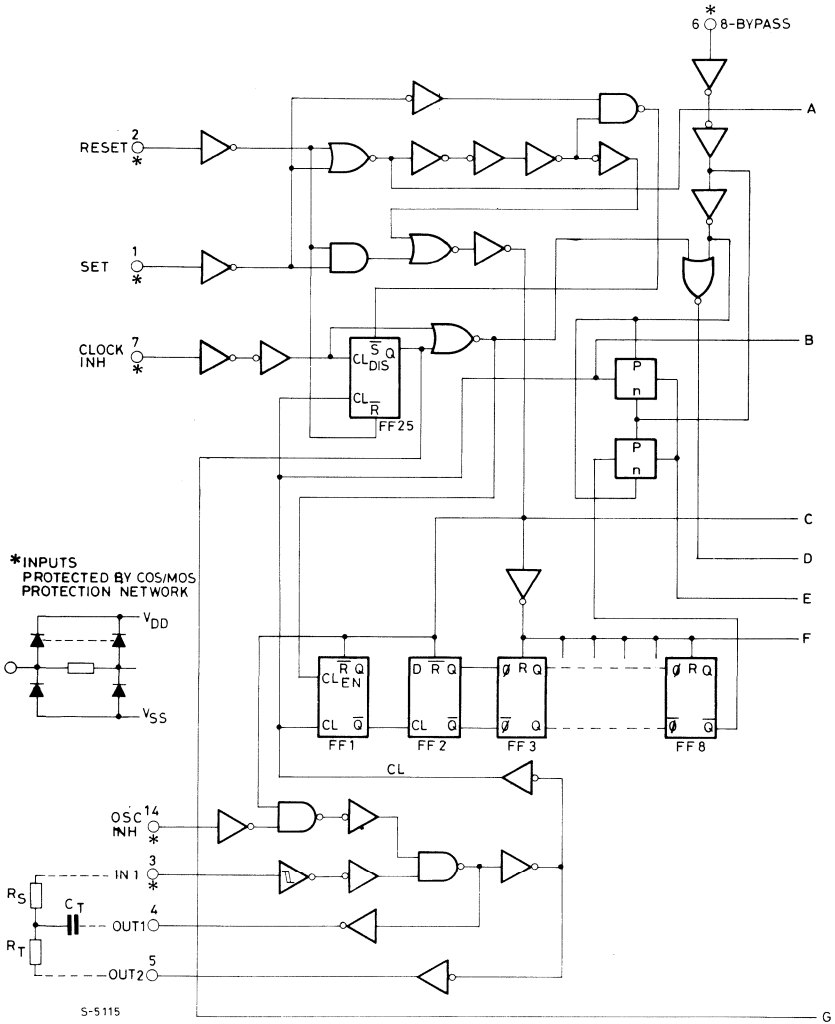 *
6 8-BYPASS
A
RESET 2
*
SET 1
*
CLOCK INH 7
*
S̅ Q
CL DIS
CL R̅
FF25
B
P
n
P
n
C
D
E
F
* INPUTS
PROTECTED BY COS/MOS
PROTECTION NETWORK
VDD
VSS
R̅ Q
CL EN
CL Q̅
FF1
D R̅ Q
CL Q̅
FF2
Ø R Q
Ø̅ Q
FF3
Ø R Q
Ø̅ Q̅
FF8
CL
OSC INH 14
*
IN 1 3
*
RS
CT
OUT1 4
RT
OUT2 5
S-5115
G